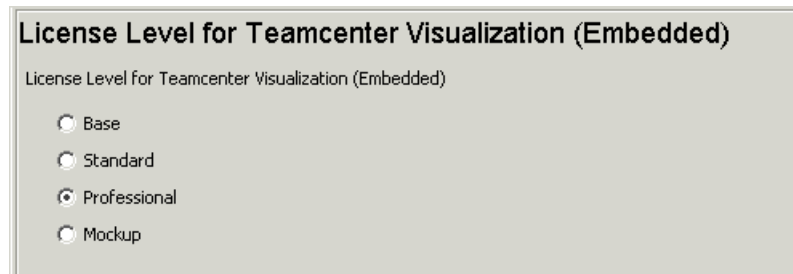 License Level for Teamcenter Visualization (Embedded)
License Level for Teamcenter Visualization (Embedded)
Base
Standard
Professional
Mockup